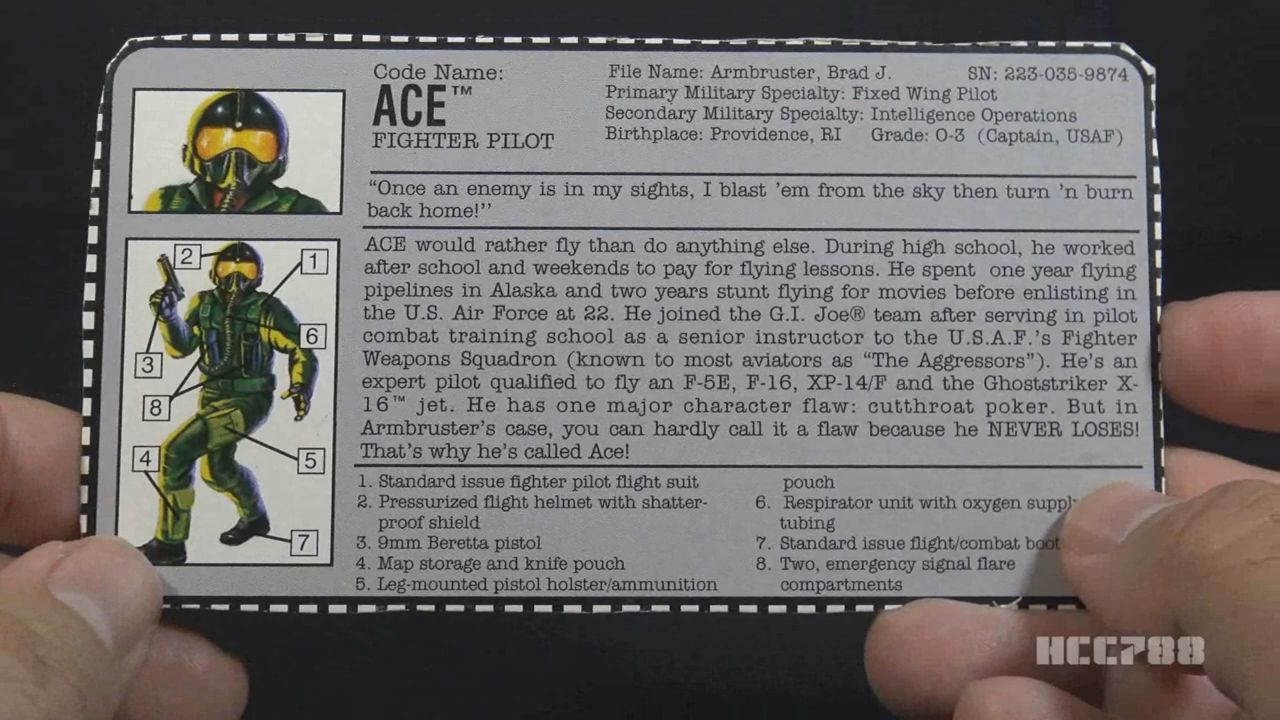 Code Name:
ACE™
FIGHTER PILOT
File Name: Armbruster, Brad J. SN: 223-035-9874
Primary Military Specialty: Fixed Wing Pilot
Secondary Military Specialty: Intelligence Operations
Birthplace: Providence, RI Grade: O-3 (Captain, USAF)
“Once an enemy is in my sights, I blast ’em from the sky then turn ’n burn
back home!’’
ACE would rather fly than do anything else. During high school, he worked
after school and weekends to pay for flying lessons. He spent one year flying
pipelines in Alaska and two years stunt flying for movies before enlisting in
the U.S. Air Force at 22. He joined the G.I. Joe® team after serving in pilot
combat training school as a senior instructor to the U.S.A.F.’s Fighter
Weapons Squadron (known to most aviators as “The Aggressors”). He’s an
expert pilot qualified to fly an F-5E, F-16, XP-14/F and the Ghoststriker X-
16™ jet. He has one major character flaw: cutthroat poker. But in
Armbruster’s case, you can hardly call it a flaw because he NEVER LOSES!
That’s why he’s called Ace!
2
1
6
3
8
4
5
7
1. Standard issue fighter pilot flight suit
2. Pressurized flight helmet with shatter-
proof shield
3. 9mm Beretta pistol
4. Map storage and knife pouch
5. Leg-mounted pistol holster/ammunition
pouch
6. Respirator unit with oxygen supply
tubing
7. Standard issue flight/combat boot
8. Two, emergency signal flare
compartments
HCC788